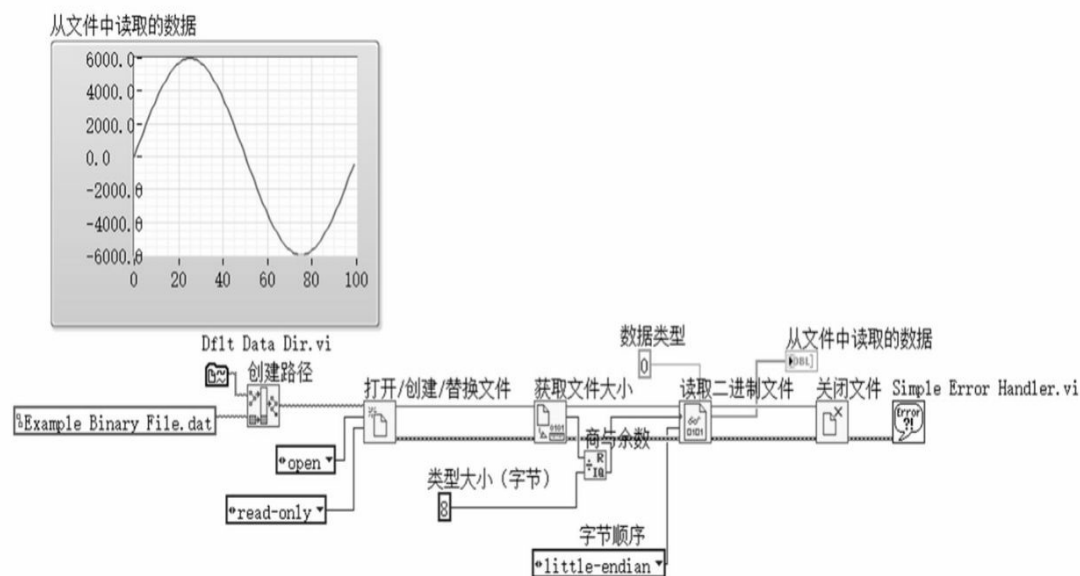 从文件中读取的数据
6000.0
4000.0
2000.0
0.0
-2000.0
-4000.0
-6000.0
0 20 40 60 80 100
Dflt Data Dir.vi
创建路径
Example Binary File.dat
打开/创建/替换文件
open
read-only
获取文件大小
商与余数
R
IQ
类型大小(字节)
8
数据类型
0
读取二进制文件
0101
字节顺序
little-endian
从文件中读取的数据
DBL
关闭文件
Simple Error Handler.vi
Error
?!